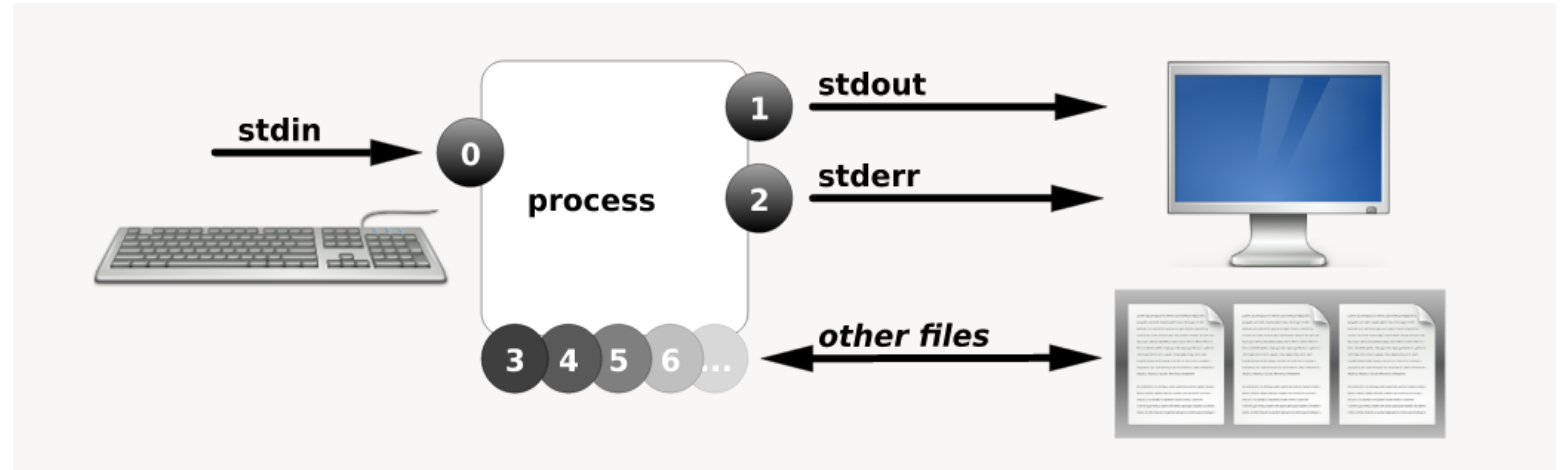 stdin
0
process
1
stdout
2
stderr
3 4 5 6 ...
other files